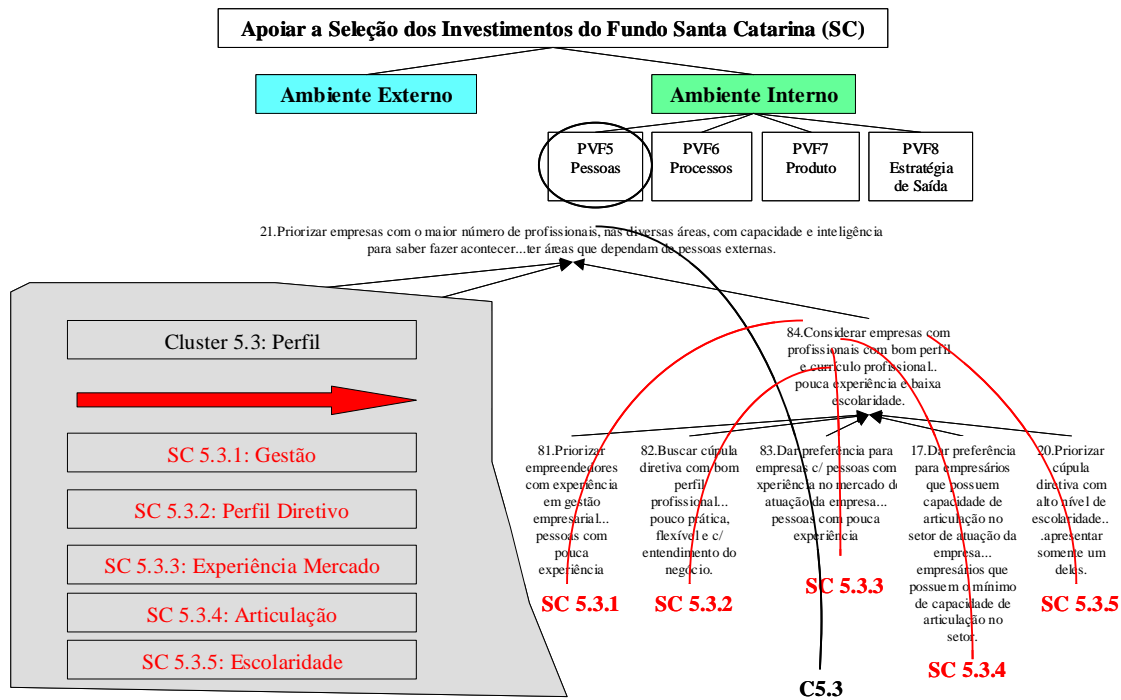 Apoiar a Seleção dos Investimentos do Fundo Santa Catarina (SC)
Ambiente Externo
Ambiente Interno
PVF5
Pessoas
PVF6
Processos
PVF7
Produto
PVF8
Estratégia
de Saída
21.Priorizar empresas com o maior número de profissionais, nas diversas áreas, com capacidade e inteligência
para saber fazer acontecer...ter áreas que dependam de pessoas externas.
Cluster 5.3: Perfil
SC 5.3.1: Gestão
SC 5.3.2: Perfil Diretivo
SC 5.3.3: Experiência Mercado
SC 5.3.4: Articulação
SC 5.3.5: Escolaridade
84.Considerar empresas com
profissionais com bom perfil
e currículo profissional..
pouca experiência e baixa
escolaridade.
81.Priorizar
empreendedores
com experiência
em gestão
empresarial...
pessoas com
pouca
experiência
82.Buscar cúpula
diretiva com bom
perfil
profissional...
pouco prática,
flexível e c/
entendimento do
negócio.
83.Dar preferência para
empresas c/ pessoas com
xperiência no mercado de
atuação da empresa...
pessoas com pouca
experiência
17.Dar preferência
para empresários
que possuem
capacidade de
articulação no
setor de atuação da
empresa...
empresários que
possuem o mínimo
de capacidade de
articulação no
setor.
20.Priorizar
cúpula
diretiva com
alto nível de
escolaridade..
.apresentar
somente um
deles.
SC 5.3.1
SC 5.3.2
SC 5.3.3
SC 5.3.4
SC 5.3.5
C5.3